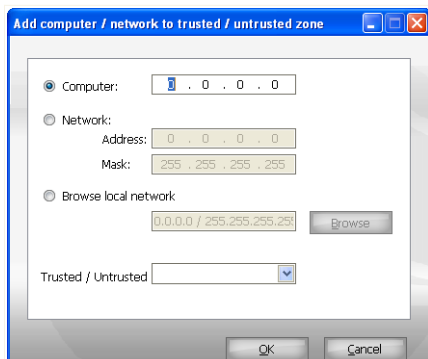 Add computer / network to trusted / untrusted zone
Computer: 0 . 0 . 0 . 0
Network:
Address: 0 . 0 . 0 . 0
Mask: 255 . 255 . 255 . 255
Browse local network
0.0.0.0 / 255.255.255.25 Browse
Trusted / Untrusted
OK Cancel